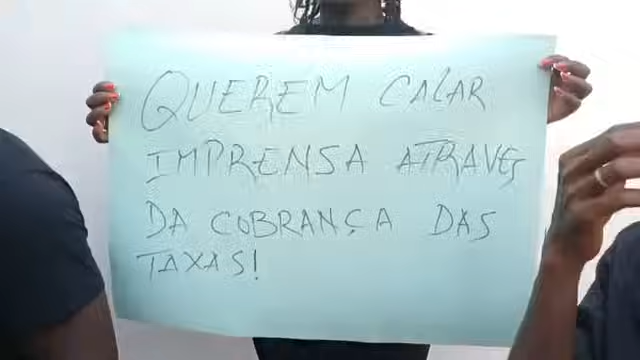 QUEREM CALAR
IMPRENSA ATRAVES
DA COBRANÇA DAS
TAXAS!